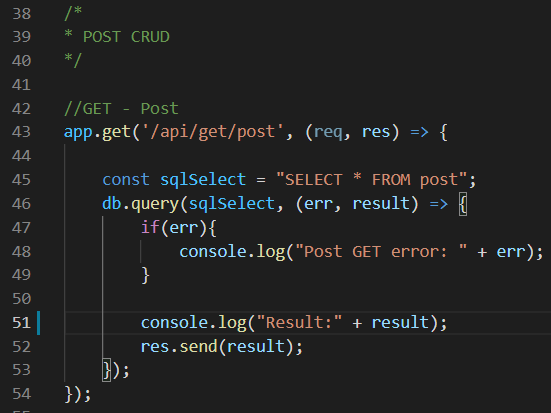 38 /*
39 * POST CRUD
40 */
41
42 //GET - Post
43 app.get('/api/get/post', (req, res) => {
44
45 const sqlSelect = "SELECT * FROM post";
46 db.query(sqlSelect, (err, result) => {
47 if(err){
48 console.log("Post GET error: " + err);
49 }
50
51 console.log("Result:" + result);
52 res.send(result);
53 });
54 });